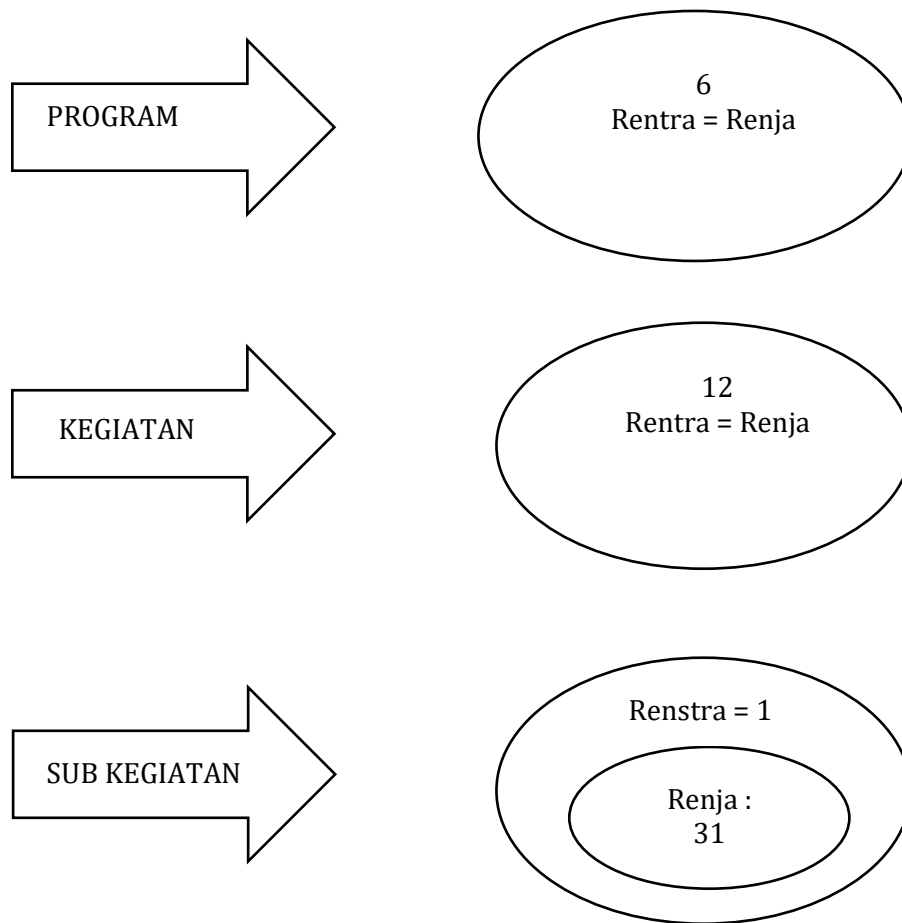 PROGRAM
6
Rentra = Renja
KEGIATAN
12
Rentra = Renja
SUB KEGIATAN
Renstra = 1
Renja :
31